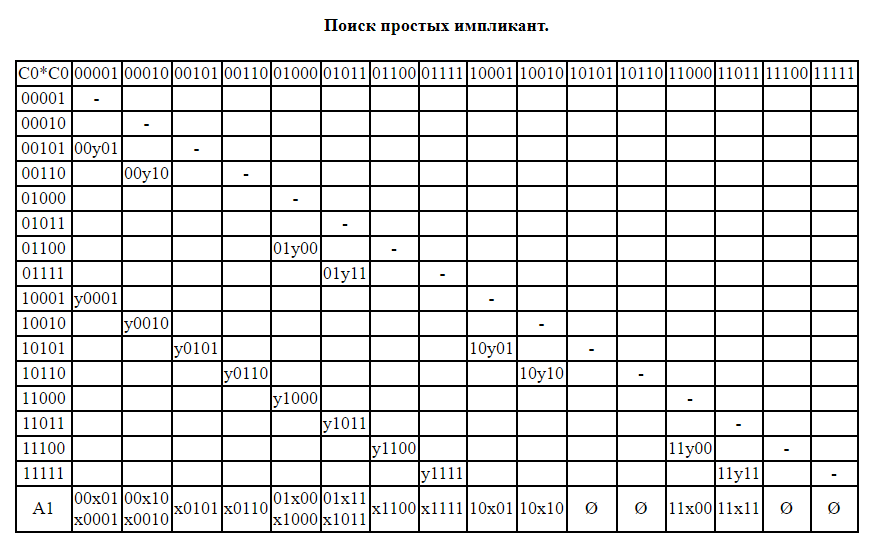 Поиск простых импликант.
C0*C0 00001 00010 00101 00110 01000 01011 01100 01111 10001 10010 10101 10110 11000 11011 11100 11111
00001 -
00010 -
00101 00y01 -
00110 00y10 -
01000 -
01011 -
01100 01y00 -
01111 01y11 -
10001 y0001 -
10010 y0010 -
10101 y0101 10y01 -
10110 y0110 10y10 -
11000 y1000 -
11011 y1011 -
11100 y1100 11y00 -
11111 y1111 11y11 -
A1 00x01 00x10 x0101 x0110 01x00 01x11 x1100 x1111 10x01 10x10 Ø Ø 11x00 11x11 Ø Ø
x0001 x0010 x1000 x1011